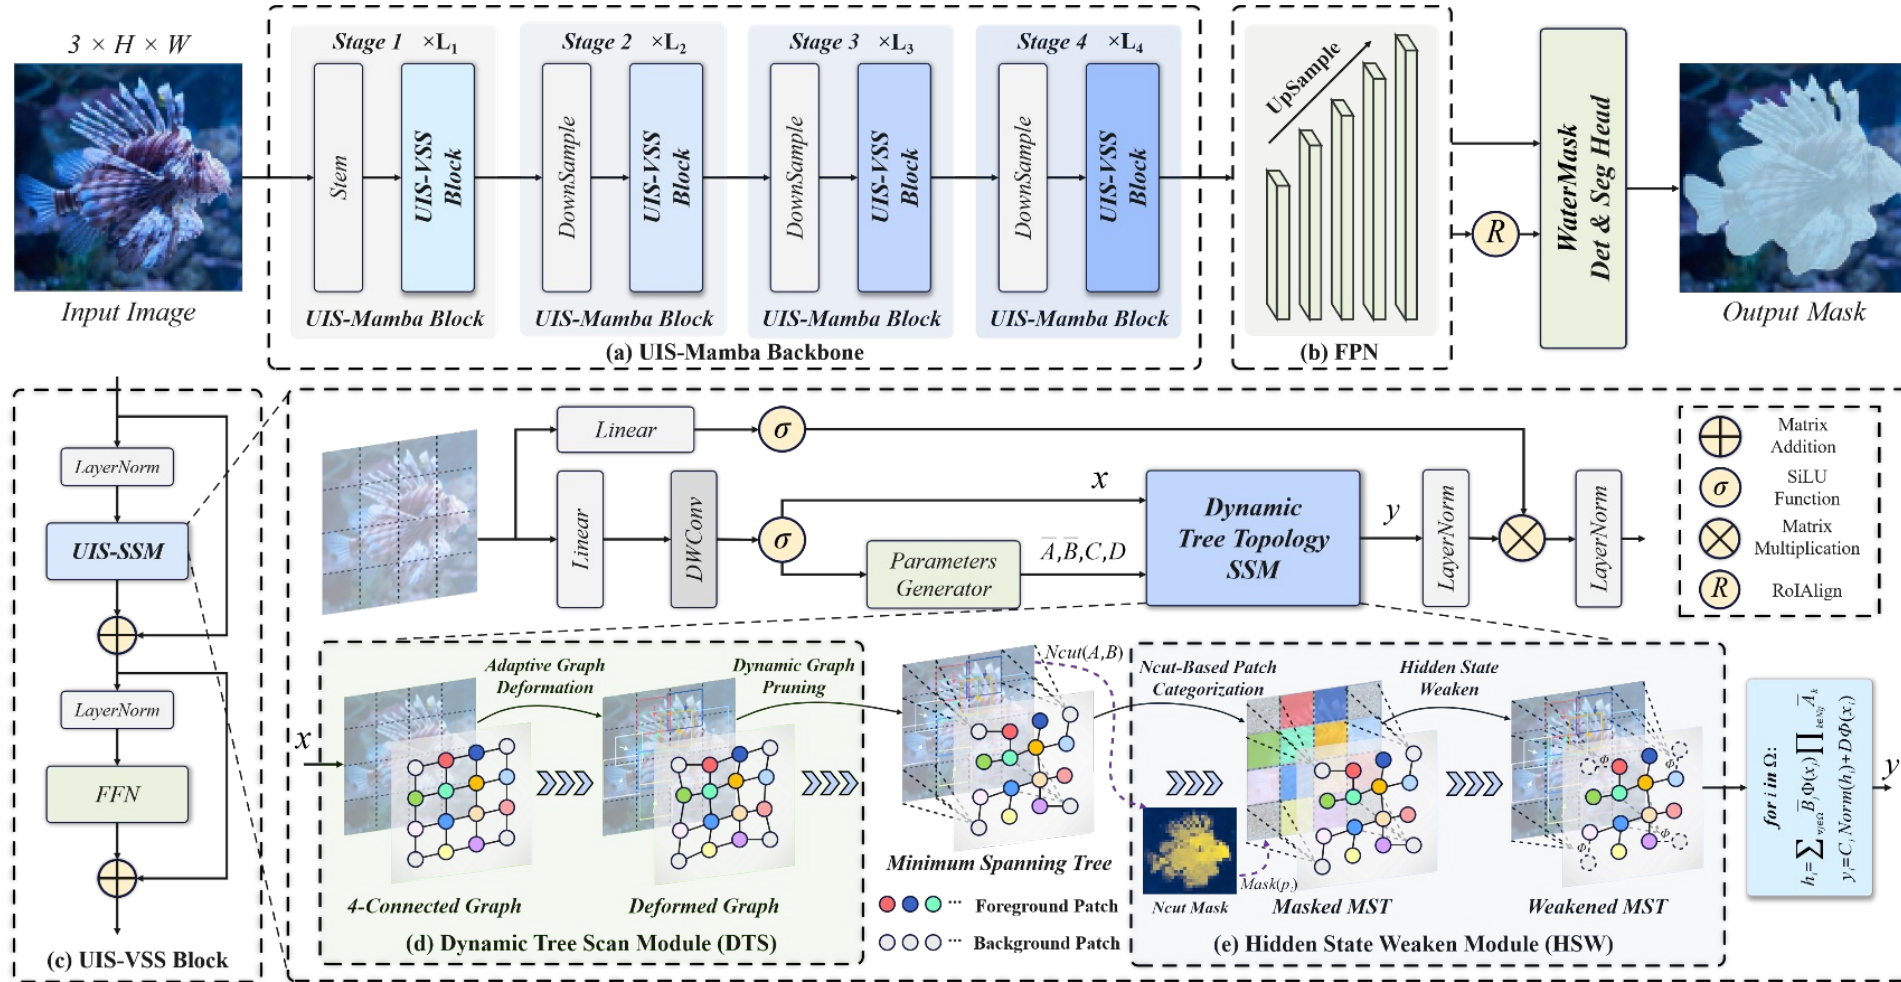 3 × H × W
Input Image
Stage 1 ×L1
Stem
UIS-VSS Block
UIS-Mamba Block
Stage 2 ×L2
DownSample
UIS-VSS Block
UIS-Mamba Block
Stage 3 ×L3
DownSample
UIS-VSS Block
UIS-Mamba Block
Stage 4 ×L4
DownSample
UIS-VSS Block
UIS-Mamba Block
(a) UIS-Mamba Backbone
UpSample
(b) FPN
R
WaterMask
Det & Seg Head
Output Mask
LayerNorm
UIS-SSM
LayerNorm
FFN
(c) UIS-VSS Block
Linear
σ
Linear
DWConv
σ
x
Parameters
Generator
A̅,B̅,C,D
Dynamic
Tree Topology
SSM
y
LayerNorm
LayerNorm
Matrix
Addition
σ
SiLU
Function
Matrix
Multiplication
R
RoIAlign
x
Adaptive Graph
Deformation
Dynamic Graph
Pruning
4-Connected Graph
Deformed Graph
(d) Dynamic Tree Scan Module (DTS)
Ncut(A,B)
Minimum Spanning Tree
··· Foreground Patch
··· Background Patch
Ncut-Based Patch
Categorization
Hidden State
Weaken
Ncut Mask
Mask(pi)
Masked MST
Φ
Φ
Φ
Φ
Weakened MST
(e) Hidden State Weaken Module (HSW)
for i in Ω:
hi=∑∀j∈Ω B̅jΦ(xj)∏k∈Nij A̅k
yi=CiNorm(hi)+DΦ(xi)
y